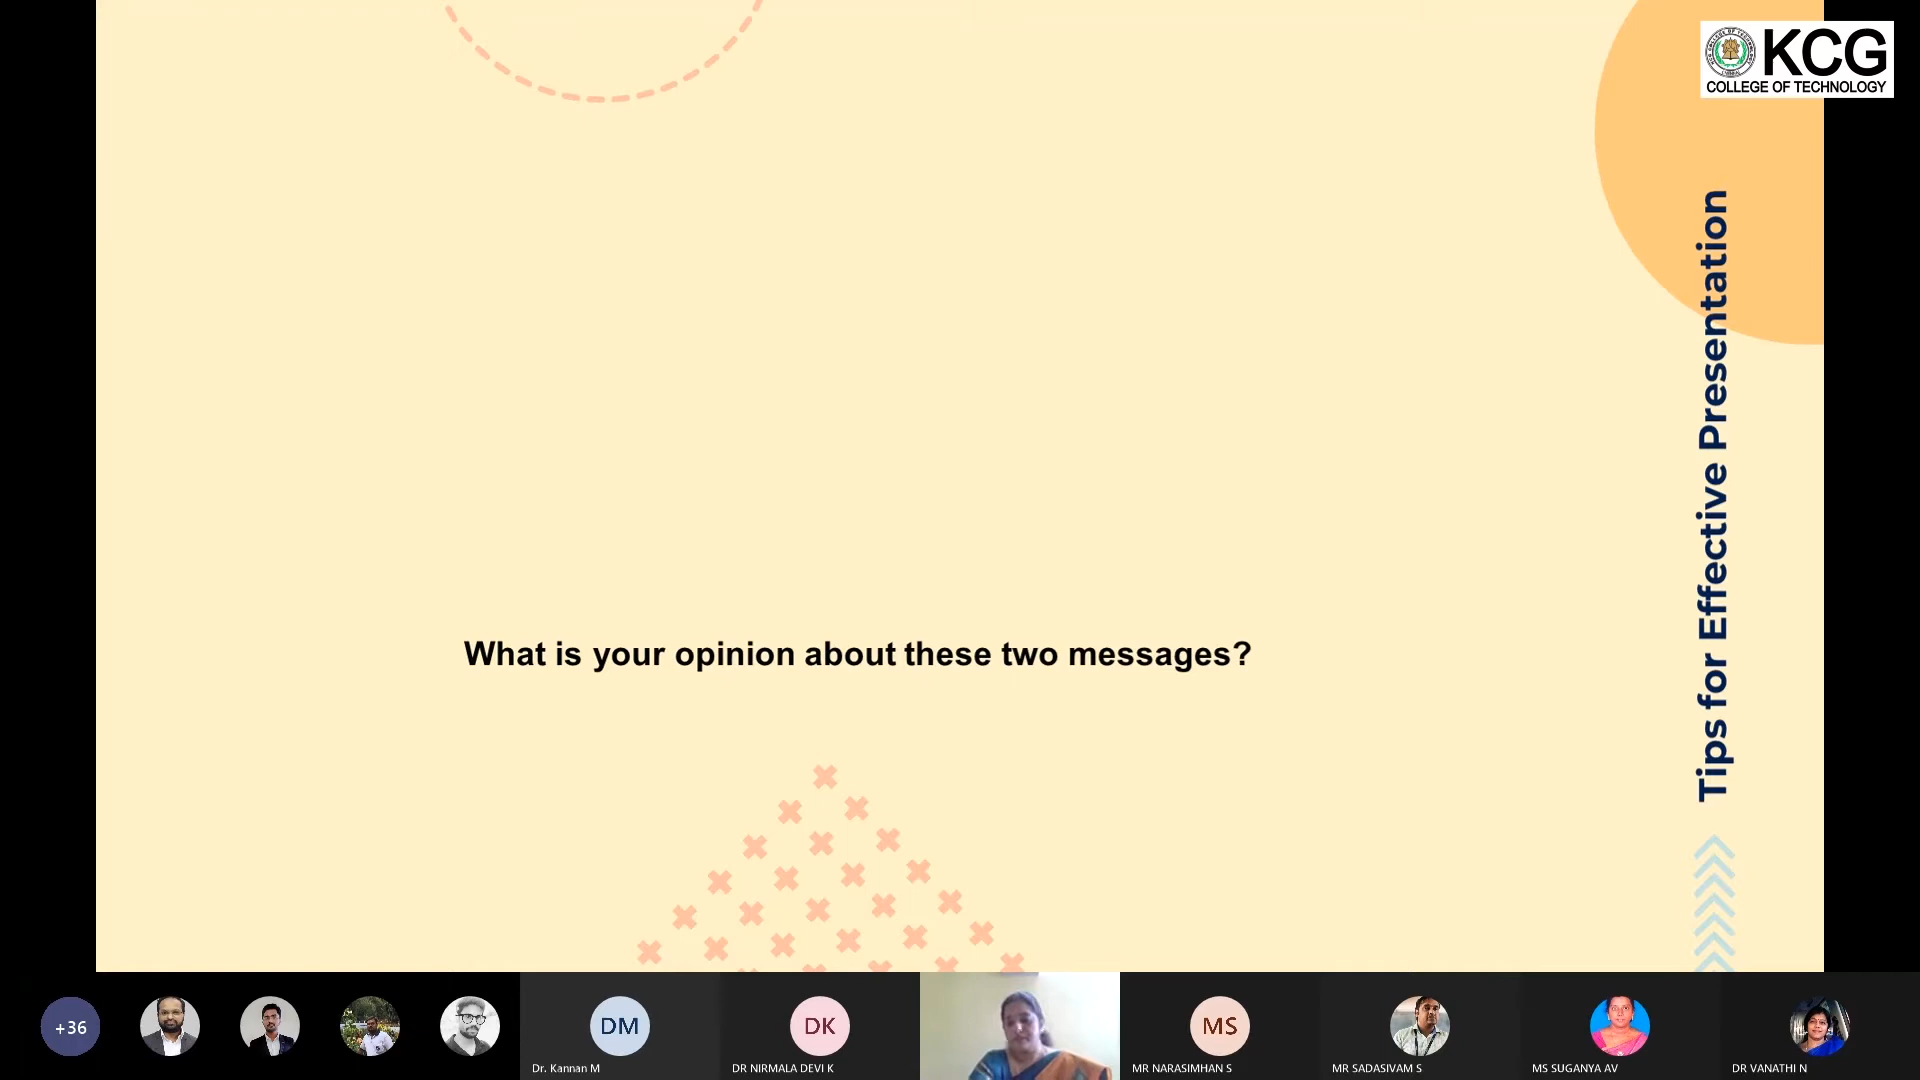 KCG
COLLEGE OF TECHNOLOGY
Tips for Effective Presentation
What is your opinion about these two messages?
+36
DM
DK
MS
Dr. Kannan M
DR NIRMALA DEVI K
MR NARASIMHAN S
MR SADASIVAM S
MS SUGANYA AV
DR VANATHI N